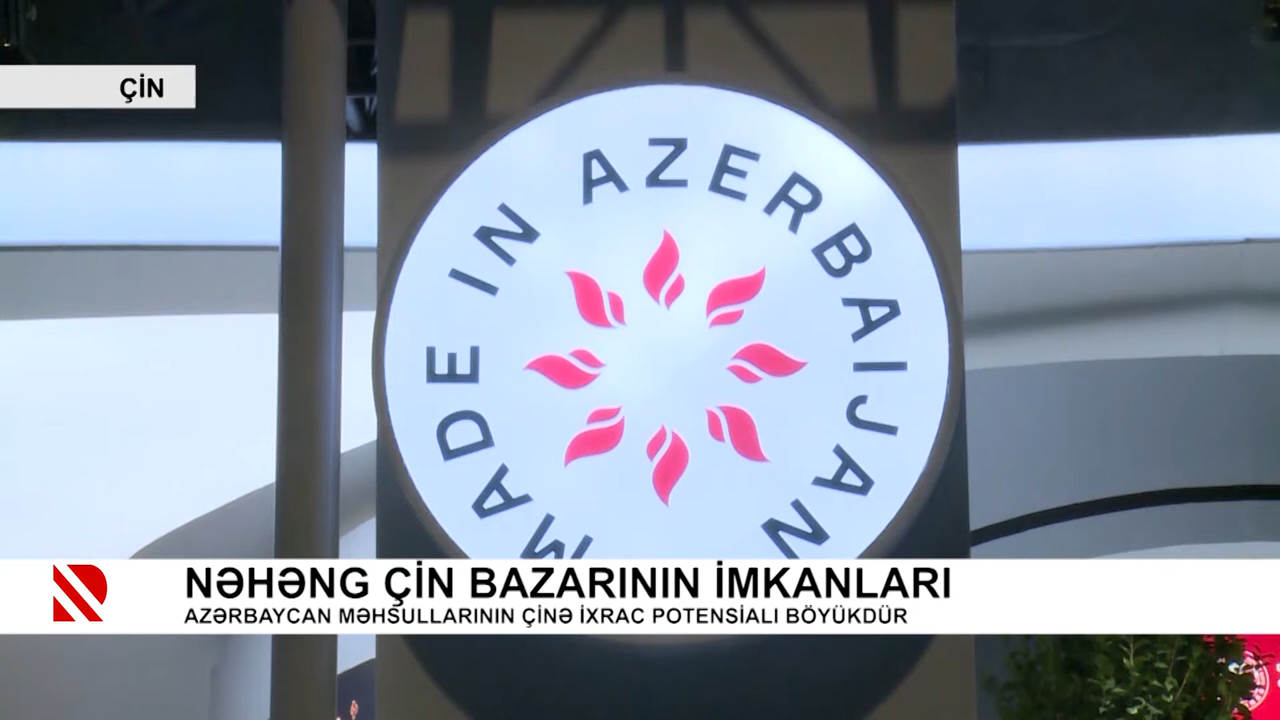 ÇİN
MADE IN AZERBAIJAN
NƏHƏNG ÇİN BAZARININ İMKANLARI
AZƏRBAYCAN MƏHSULLARININ ÇİNƏ İXRAC POTENSİALI BÖYÜKDÜR